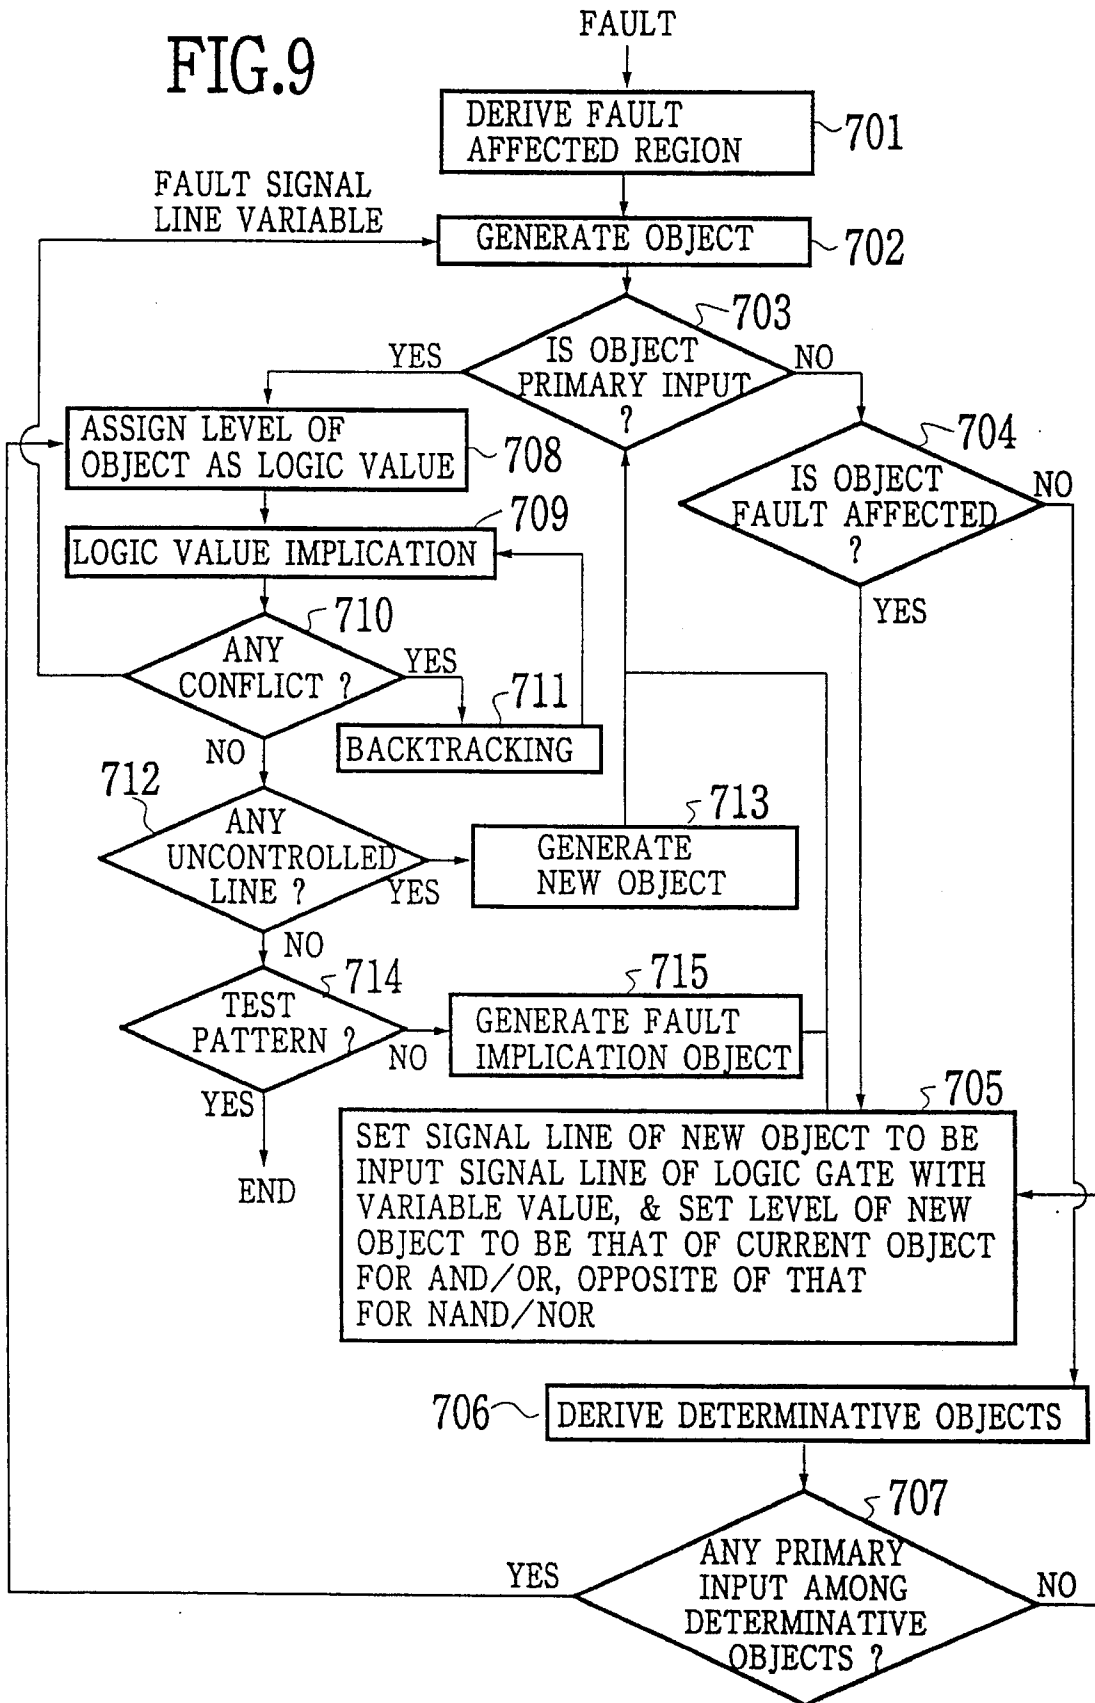 FIG.9
FAULT
DERIVE FAULT
AFFECTED REGION
701
FAULT SIGNAL
LINE VARIABLE
GENERATE OBJECT
702
703
IS OBJECT
PRIMARY INPUT
?
YES
NO
ASSIGN LEVEL OF
OBJECT AS LOGIC VALUE
708
704
IS OBJECT
FAULT AFFECTED
?
NO
YES
709
LOGIC VALUE IMPLICATION
710
ANY
CONFLICT ?
YES
711
BACKTRACKING
NO
712
ANY
UNCONTROLLED
LINE ?
YES
713
GENERATE
NEW OBJECT
NO
714
TEST
PATTERN ?
NO
715
GENERATE FAULT
IMPLICATION OBJECT
YES
END
705
SET SIGNAL LINE OF NEW OBJECT TO BE
INPUT SIGNAL LINE OF LOGIC GATE WITH
VARIABLE VALUE, & SET LEVEL OF NEW
OBJECT TO BE THAT OF CURRENT OBJECT
FOR AND/OR, OPPOSITE OF THAT
FOR NAND/NOR
706
DERIVE DETERMINATIVE OBJECTS
707
ANY PRIMARY
INPUT AMONG
DETERMINATIVE
OBJECTS ?
YES
NO